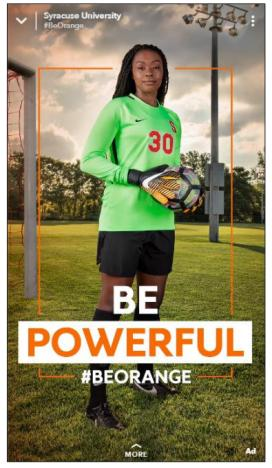 Syracuse University
#BeOrange
30
BE
POWERFUL
#BEORANGE
MORE
Ad